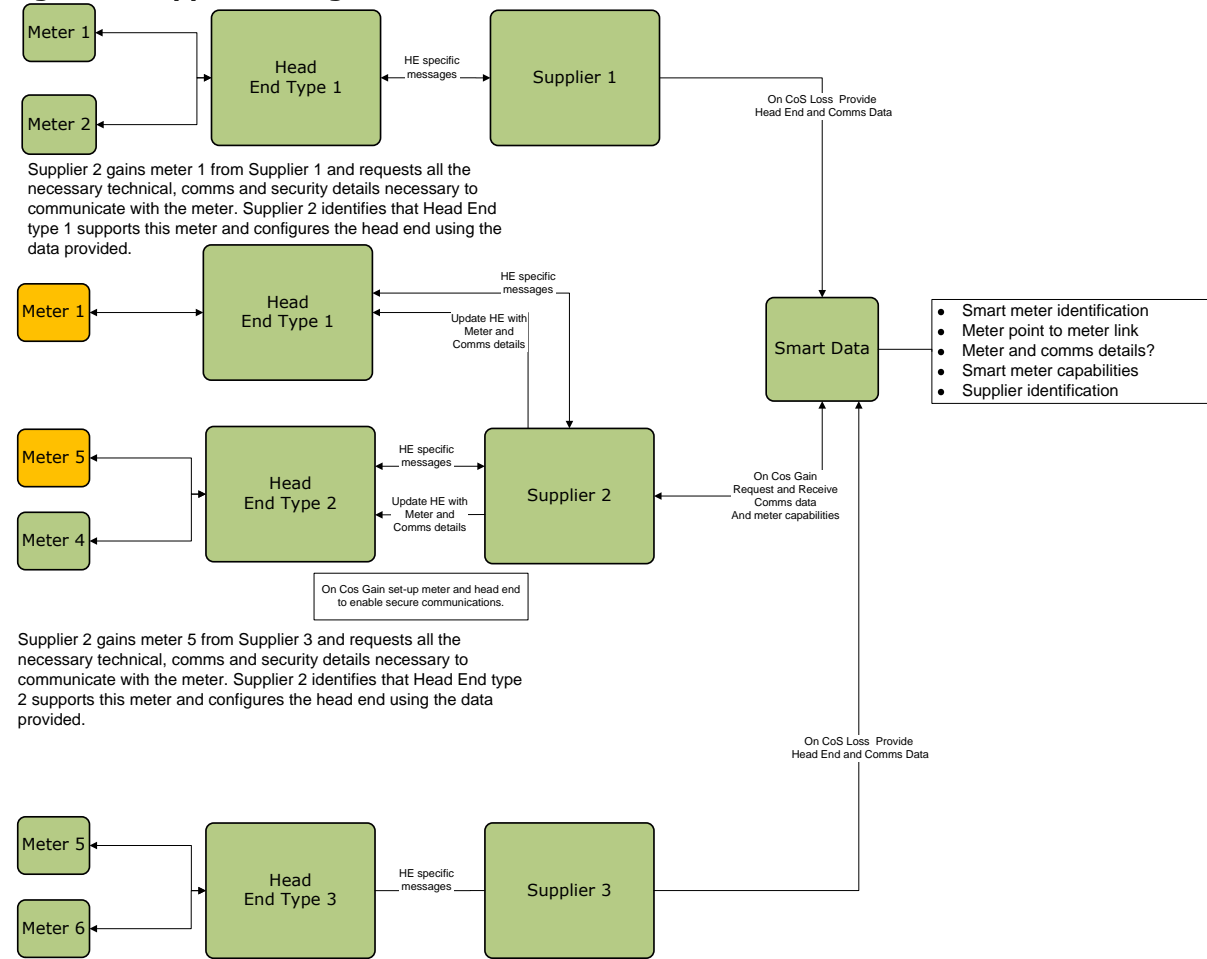 Meter 1
Meter 2
Head
End Type 1
HE specific
messages
Supplier 1
On CoS Loss  Provide
Head End and Comms Data
Supplier 2 gains meter 1 from Supplier 1 and requests all the
necessary technical, comms and security details necessary to
communicate with the meter. Supplier 2 identifies that Head End
type 1 supports this meter and configures the head end using the
data provided.
Meter 1
Head
End Type 1
HE specific
messages
Update HE with
Meter and
Comms details
Smart Data
● Smart meter identification
● Meter point to meter link
● Meter and comms details?
● Smart meter capabilities
● Supplier identification
Meter 5
Meter 4
Head
End Type 2
HE specific
messages
Update HE with
Meter and
Comms details
Supplier 2
On Cos Gain
Request and Receive
Comms data
And meter capabilities
On Cos Gain set-up meter and head end
to enable secure communications.
Supplier 2 gains meter 5 from Supplier 3 and requests all the
necessary technical, comms and security details necessary to
communicate with the meter. Supplier 2 identifies that Head End type
2 supports this meter and configures the head end using the data
provided.
On CoS Loss  Provide
Head End and Comms Data
Meter 5
Meter 6
Head
End Type 3
HE specific
messages
Supplier 3